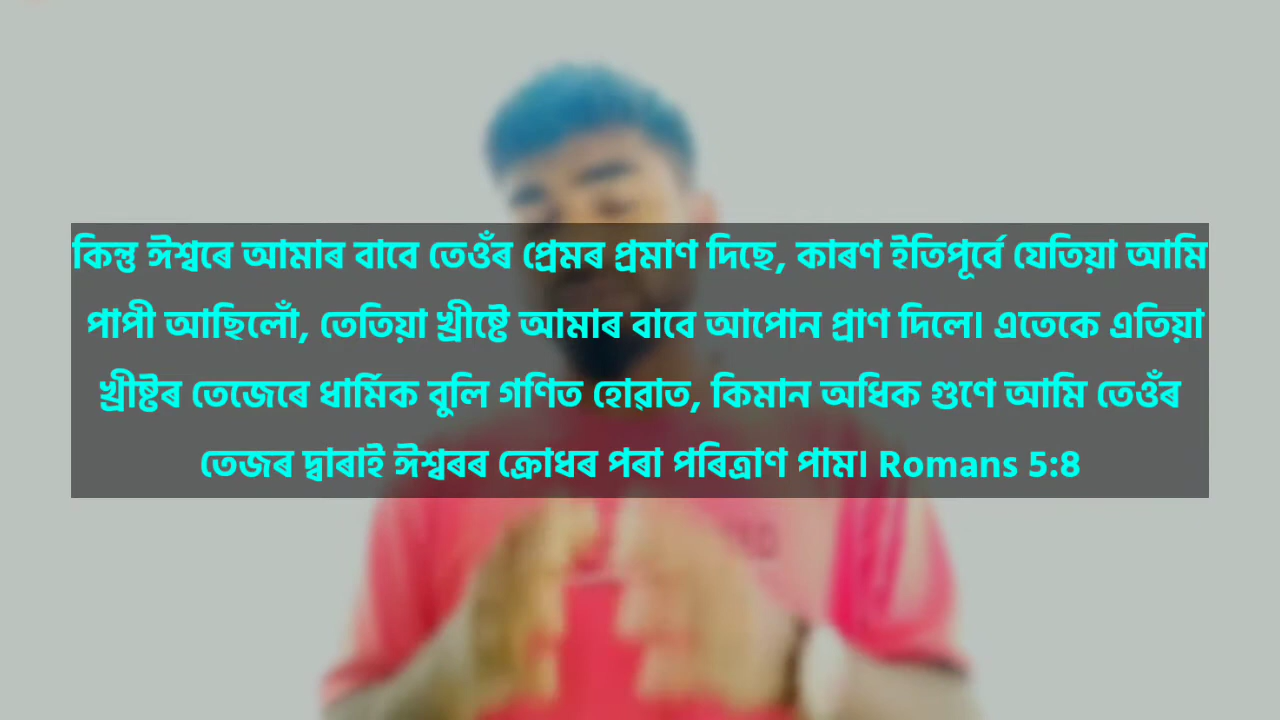 কিন্তু ঈশ্বৰে আমাৰ বাবে তেওঁৰ প্ৰেমৰ প্ৰমাণ দিছে, কাৰণ ইতিপূৰ্বে যেতিয়া আমি
পাপী আছিলোঁ, তেতিয়া খ্ৰীষ্টে আমাৰ বাবে আপোন প্ৰাণ দিলে। এতেকে এতিয়া
খ্ৰীষ্টৰ তেজেৰে ধাৰ্মিক বুলি গণিত হোৱাত, কিমান অধিক গুণে আমি তেওঁৰ
তেজৰ দ্বাৰাই ঈশ্বৰৰ ক্ৰোধৰ পৰা পৰিত্ৰাণ পাম। Romans 5:8